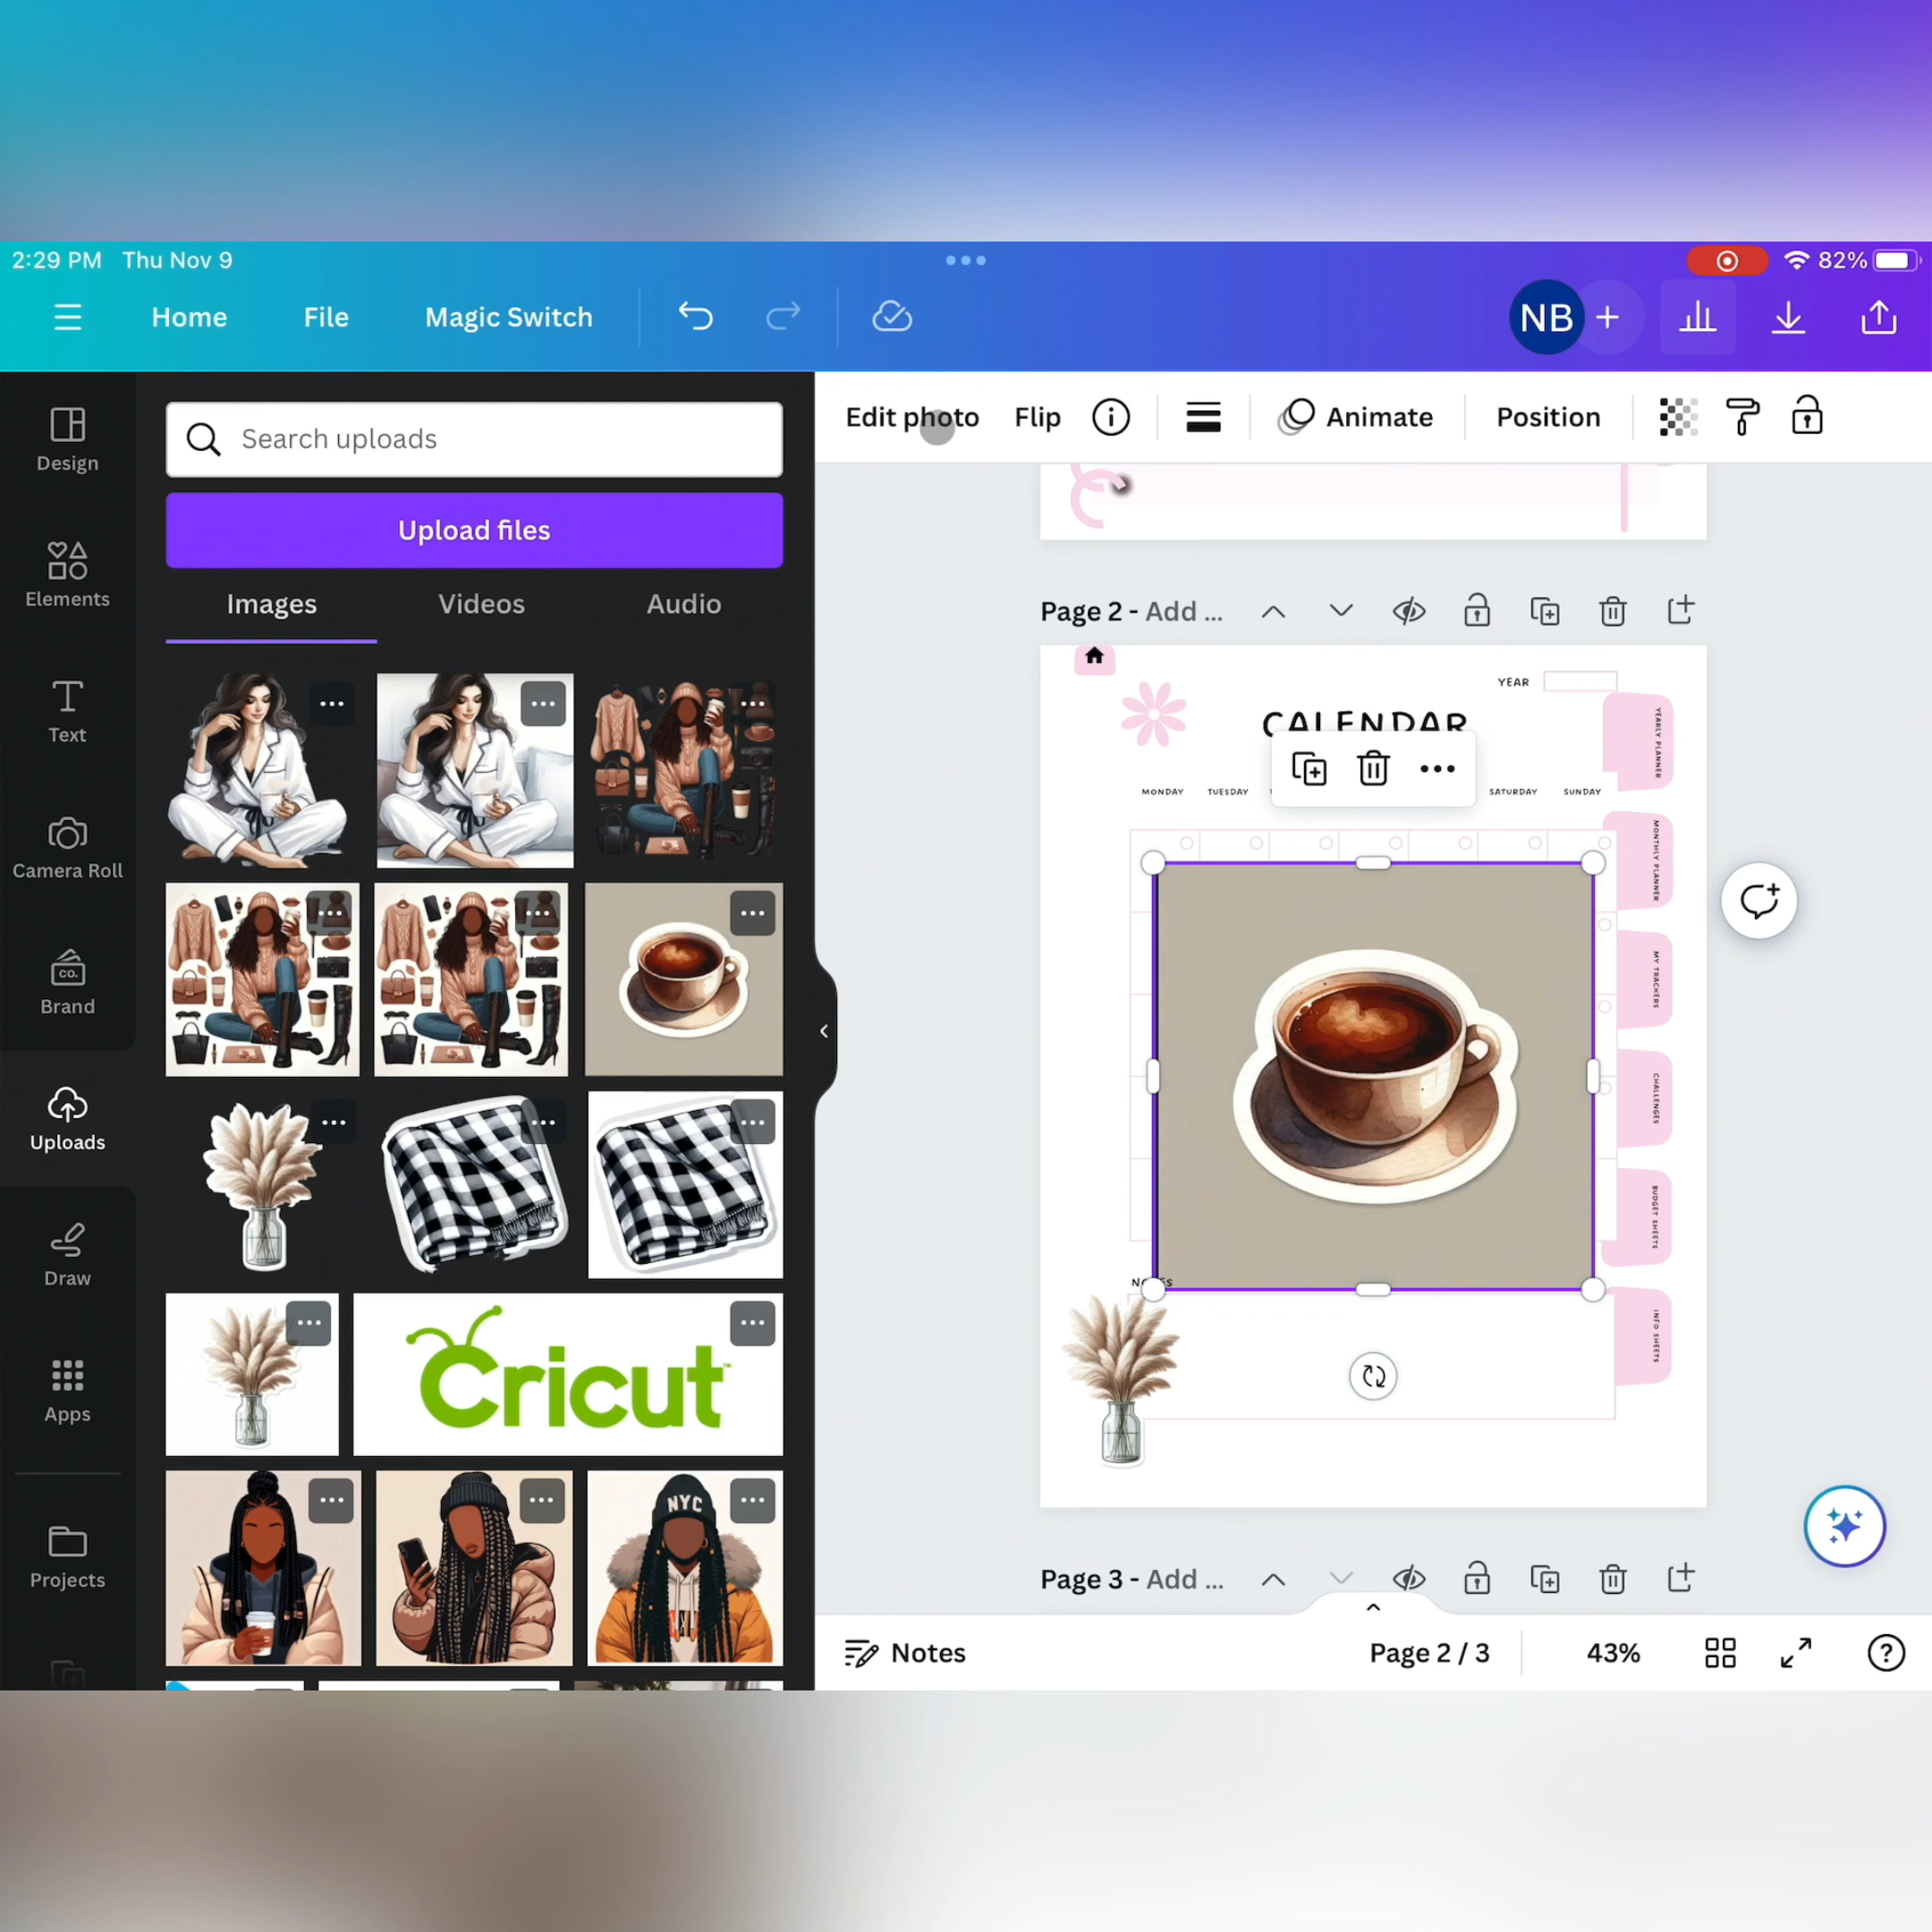 2:29 PM Thu Nov 9
82%
Home File Magic Switch
NB +
Design
Elements
Text
Camera Roll
CO.
Brand
Uploads
Draw
Apps
Projects
Search uploads
Upload files
Images Videos Audio
Cricut™
NYC
Edit photo Flip Animate Position
Page 2 - Add ...
YEAR
CALENDAR
MONDAY TUESDAY SATURDAY SUNDAY
YEARLY PLANNER
MONTHLY PLANNER
MY TRACKERS
CHALLENGES
BUDGET SHEETS
INFO SHEETS
NOTES
Page 3 - Add ...
Notes Page 2 / 3 43%